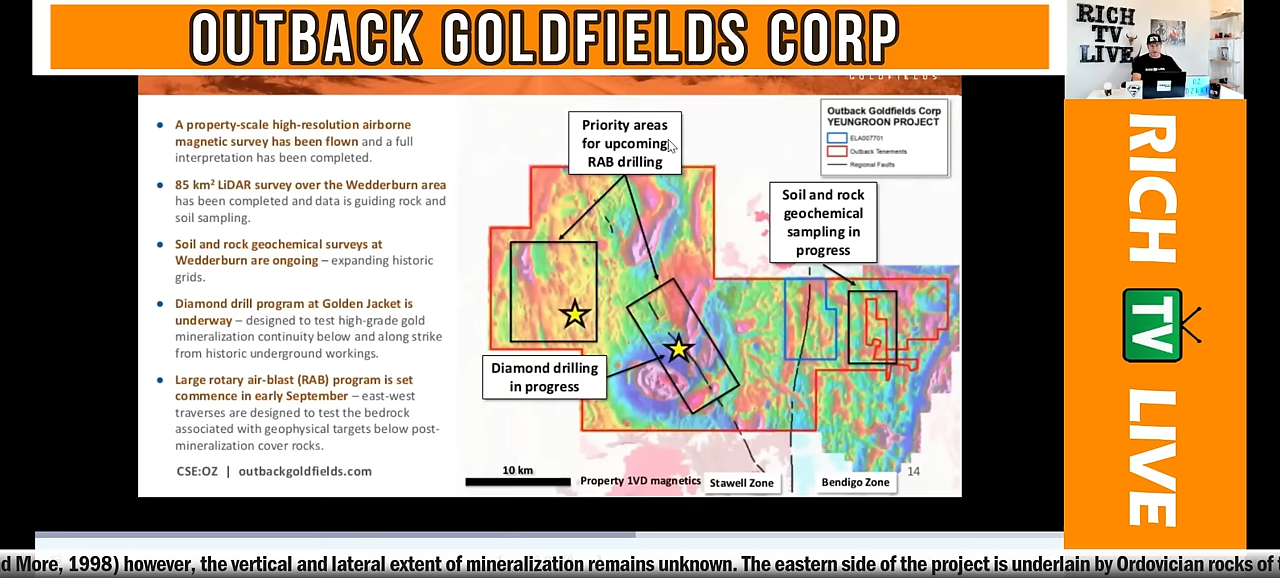 OUTBACK GOLDFIELDS CORP
RICH
TV
LIVE
GOLDFIELDS
• A property-scale high-resolution airborne
magnetic survey has been flown and a full
interpretation has been completed.
• 85 km² LiDAR survey over the Wedderburn area
has been completed and data is guiding rock and
soil sampling.
• Soil and rock geochemical surveys at
Wedderburn are ongoing – expanding historic
grids.
• Diamond drill program at Golden Jacket is
underway – designed to test high-grade gold
mineralization continuity below and along strike
from historic underground workings.
• Large rotary air-blast (RAB) program is set
commence in early September – east-west
traverses are designed to test the bedrock
associated with geophysical targets below post-
mineralization cover rocks.
CSE:OZ | outbackgoldfields.com
Priority areas
for upcoming
RAB drilling
Outback Goldfields Corp
YEUNGROON PROJECT
ELA007701
Outback Tenements
Regional Faults
Soil and rock
geochemical
sampling in
progress
Diamond drilling
in progress
10 km
Property 1VD magnetics
Stawell Zone
Bendigo Zone
14
RICH
TV
LIVE
d More, 1998) however, the vertical and lateral extent of mineralization remains unknown. The eastern side of the project is underlain by Ordovician rocks of